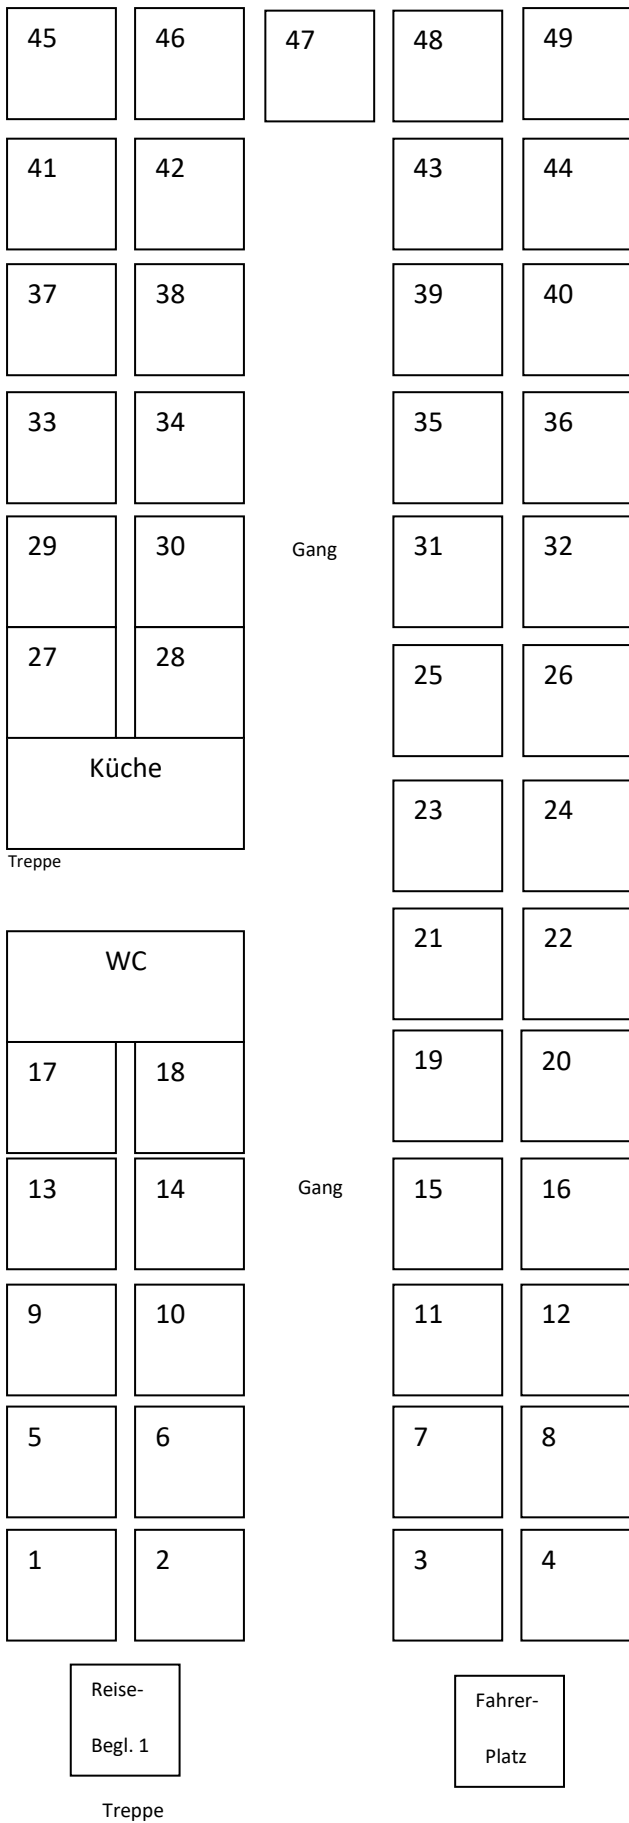 45 46 47 48 49
41 42 43 44
37 38 39 40
33 34 35 36
29 30 Gang 31 32
27 28 25 26
Küche
23 24
Treppe
WC 21 22
17 18 19 20
13 14 Gang 15 16
9 10 11 12
5 6 7 8
1 2 3 4
Reise- Fahrer-
Begl. 1 Platz
Treppe